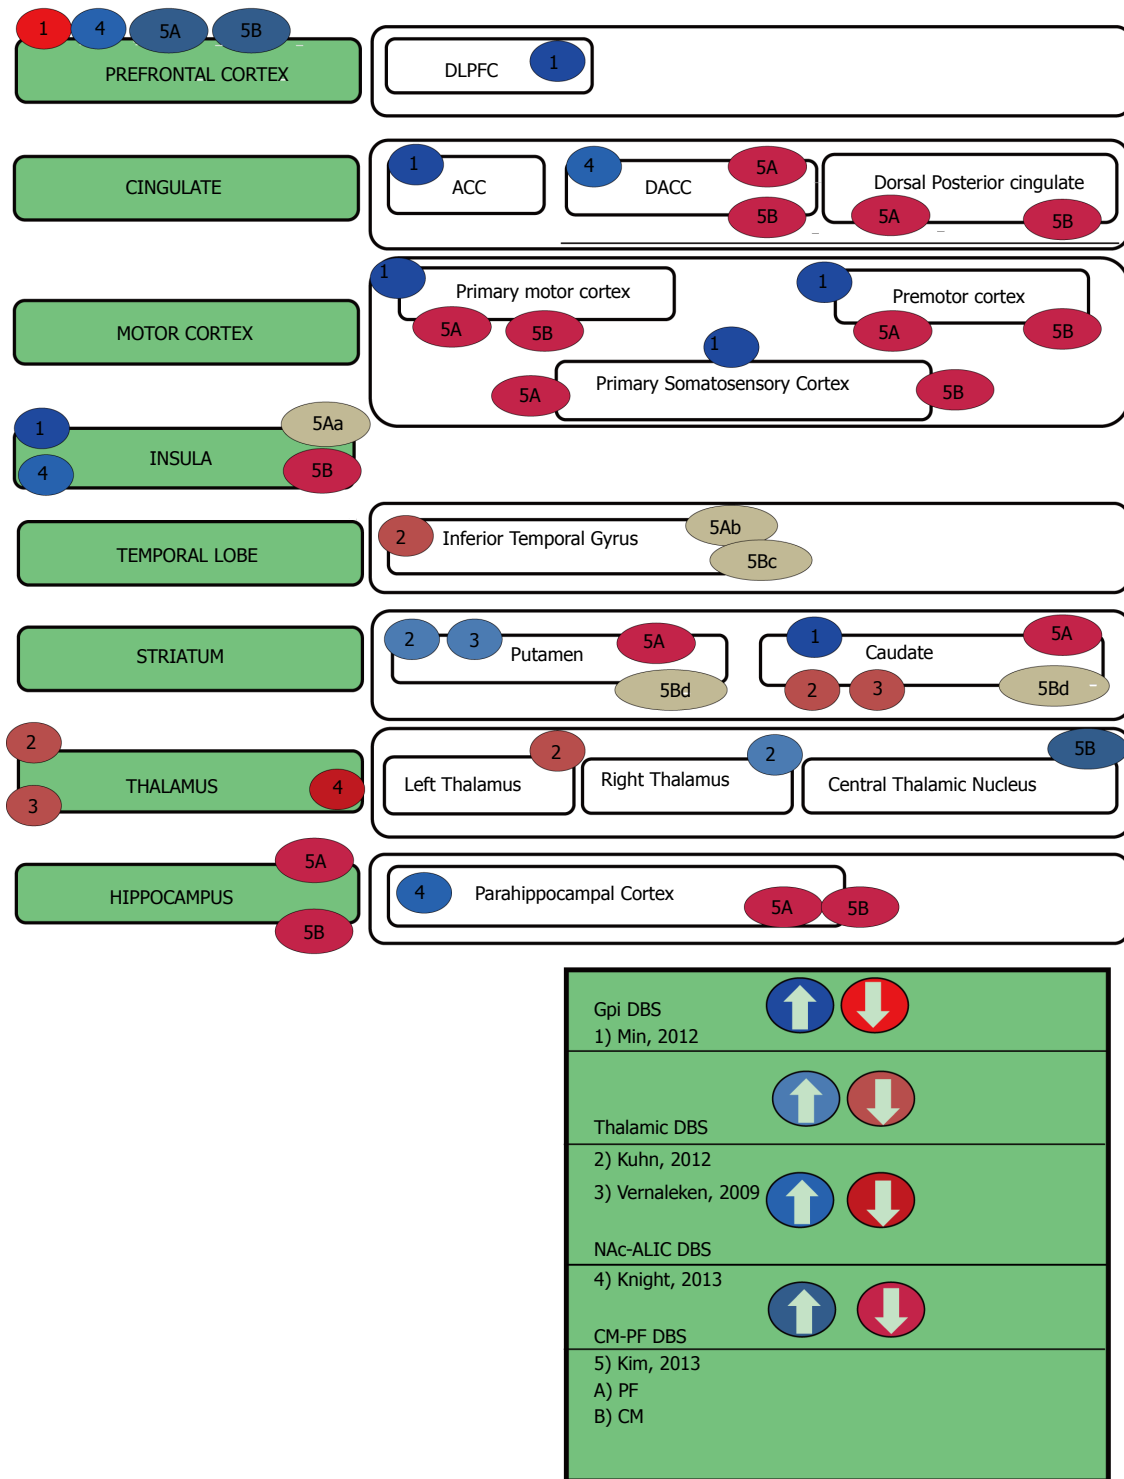 1 4 5A 5B
PREFRONTAL CORTEX
DLPFC 1
CINGULATE
1 ACC
4 DACC 5A
5B
Dorsal Posterior cingulate
5A 5B
MOTOR CORTEX
1 Primary motor cortex
5A 5B
1 Premotor cortex
5A 5B
1
Primary Somatosensory Cortex
5A 5B
1 5Aa
INSULA
4 5B
TEMPORAL LOBE
2 Inferior Temporal Gyrus 5Ab
5Bc
STRIATUM
2 3 Putamen 5A
5Bd
1 Caudate 5A
2 3 5Bd
2
THALAMUS 4
3
Left Thalamus 2
Right Thalamus 2
Central Thalamic Nucleus 5B
5A
HIPPOCAMPUS
5B
4 Parahippocampal Cortex
5A 5B
Gpi DBS
1) Min, 2012
Thalamic DBS
2) Kuhn, 2012
3) Vernaleken, 2009
NAc-ALIC DBS
4) Knight, 2013
CM-PF DBS
5) Kim, 2013
A) PF
B) CM